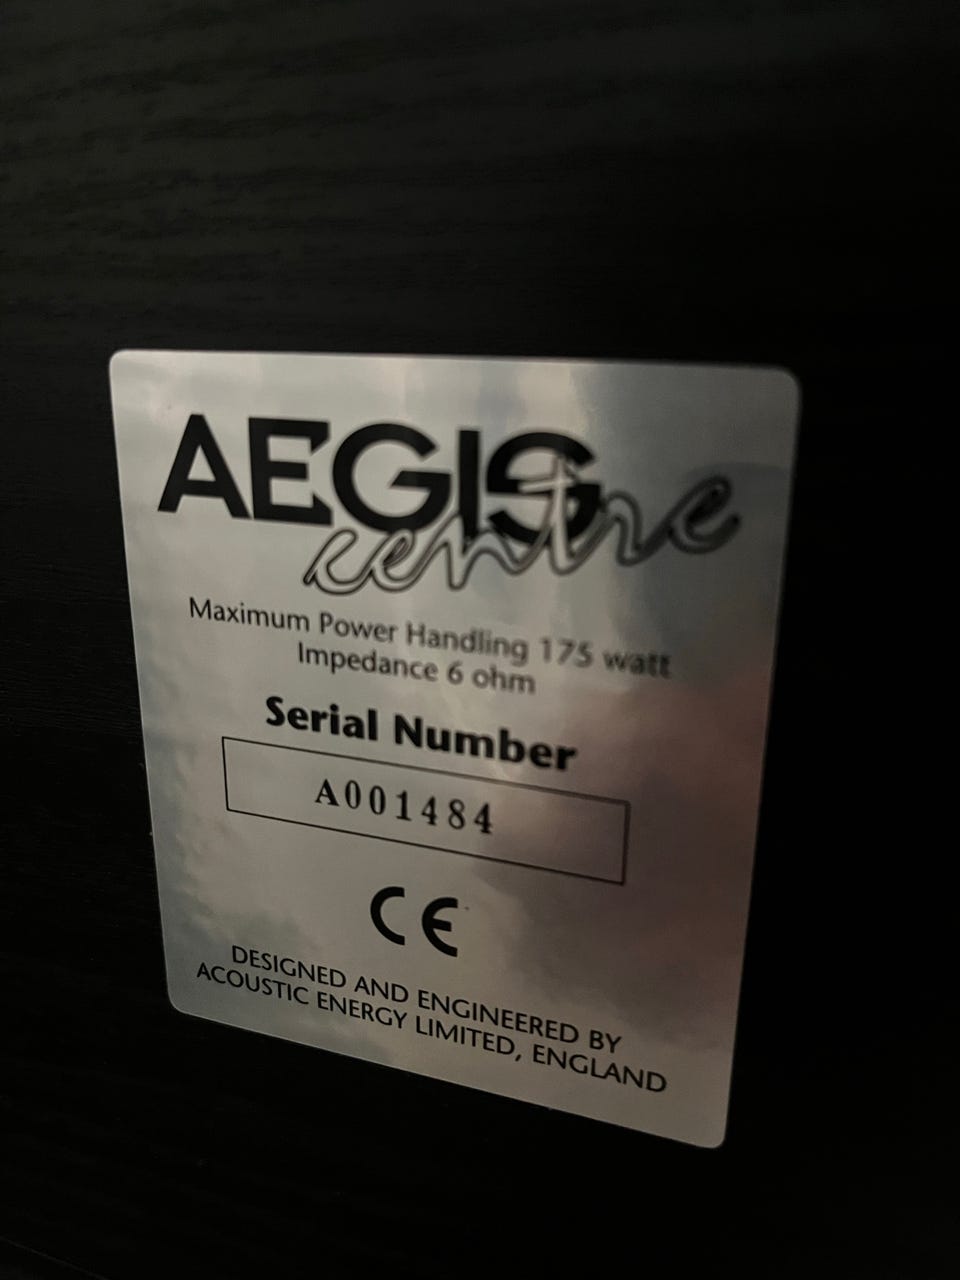 AEGIS
centre
Maximum Power Handling 175 watt
Impedance 6 ohm
Serial Number
A001484
CE
DESIGNED AND ENGINEERED BY
ACOUSTIC ENERGY LIMITED, ENGLAND